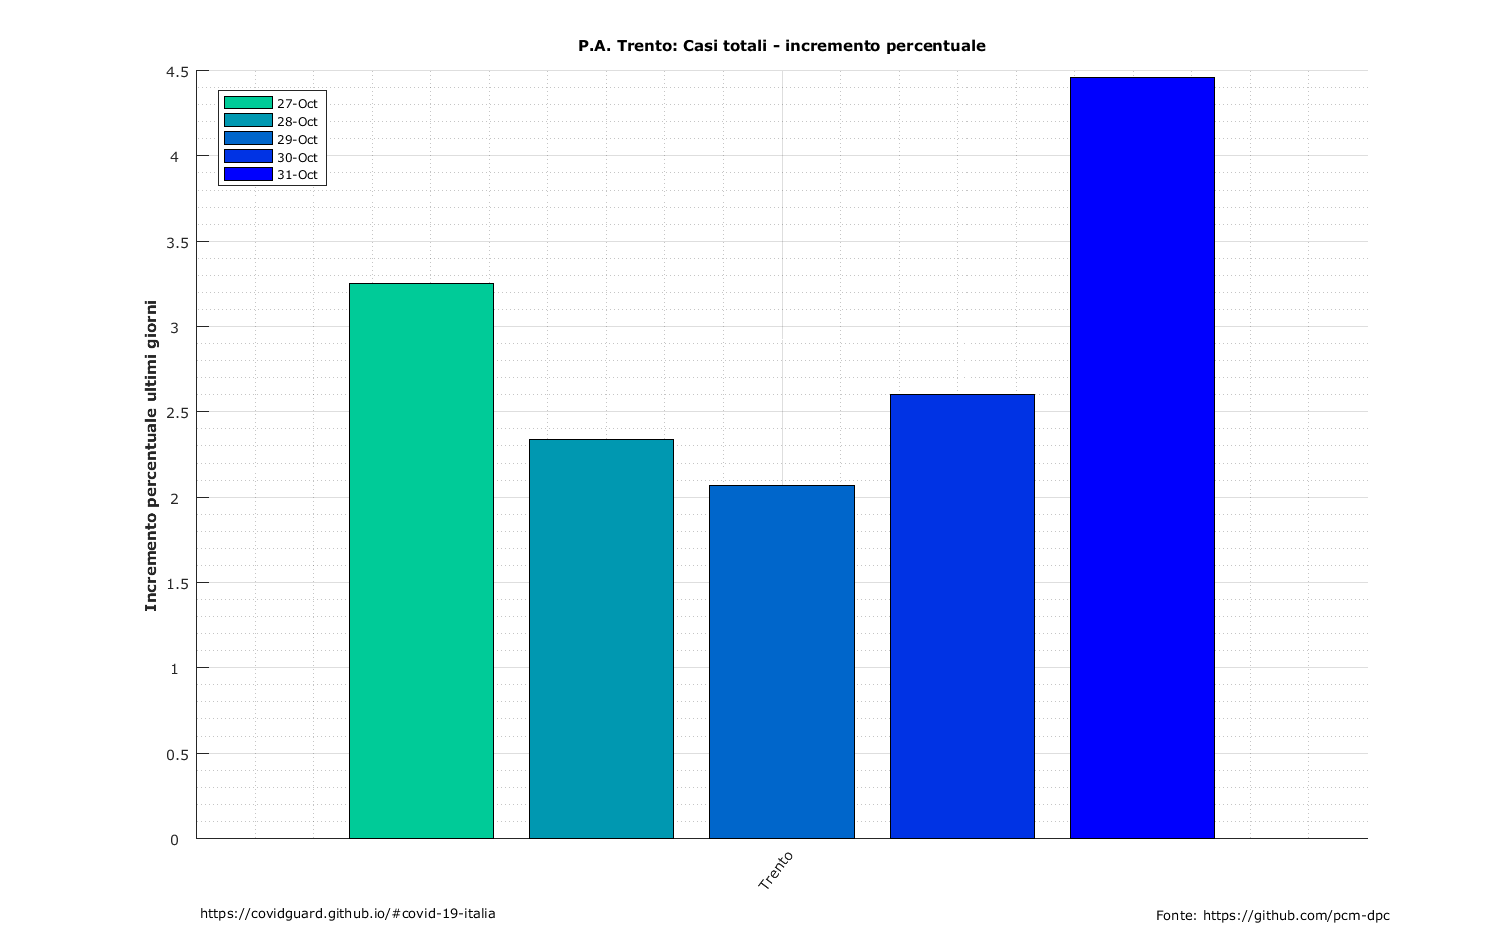 P.A. Trento: Casi totali - incremento percentuale
4.5
4
3.5
3
2.5
2
1.5
1
0.5
0
Incremento percentuale ultimi giorni
27-Oct
28-Oct
29-Oct
30-Oct
31-Oct
Trento
https://covidguard.github.io/#covid-19-italia
Fonte: https://github.com/pcm-dpc